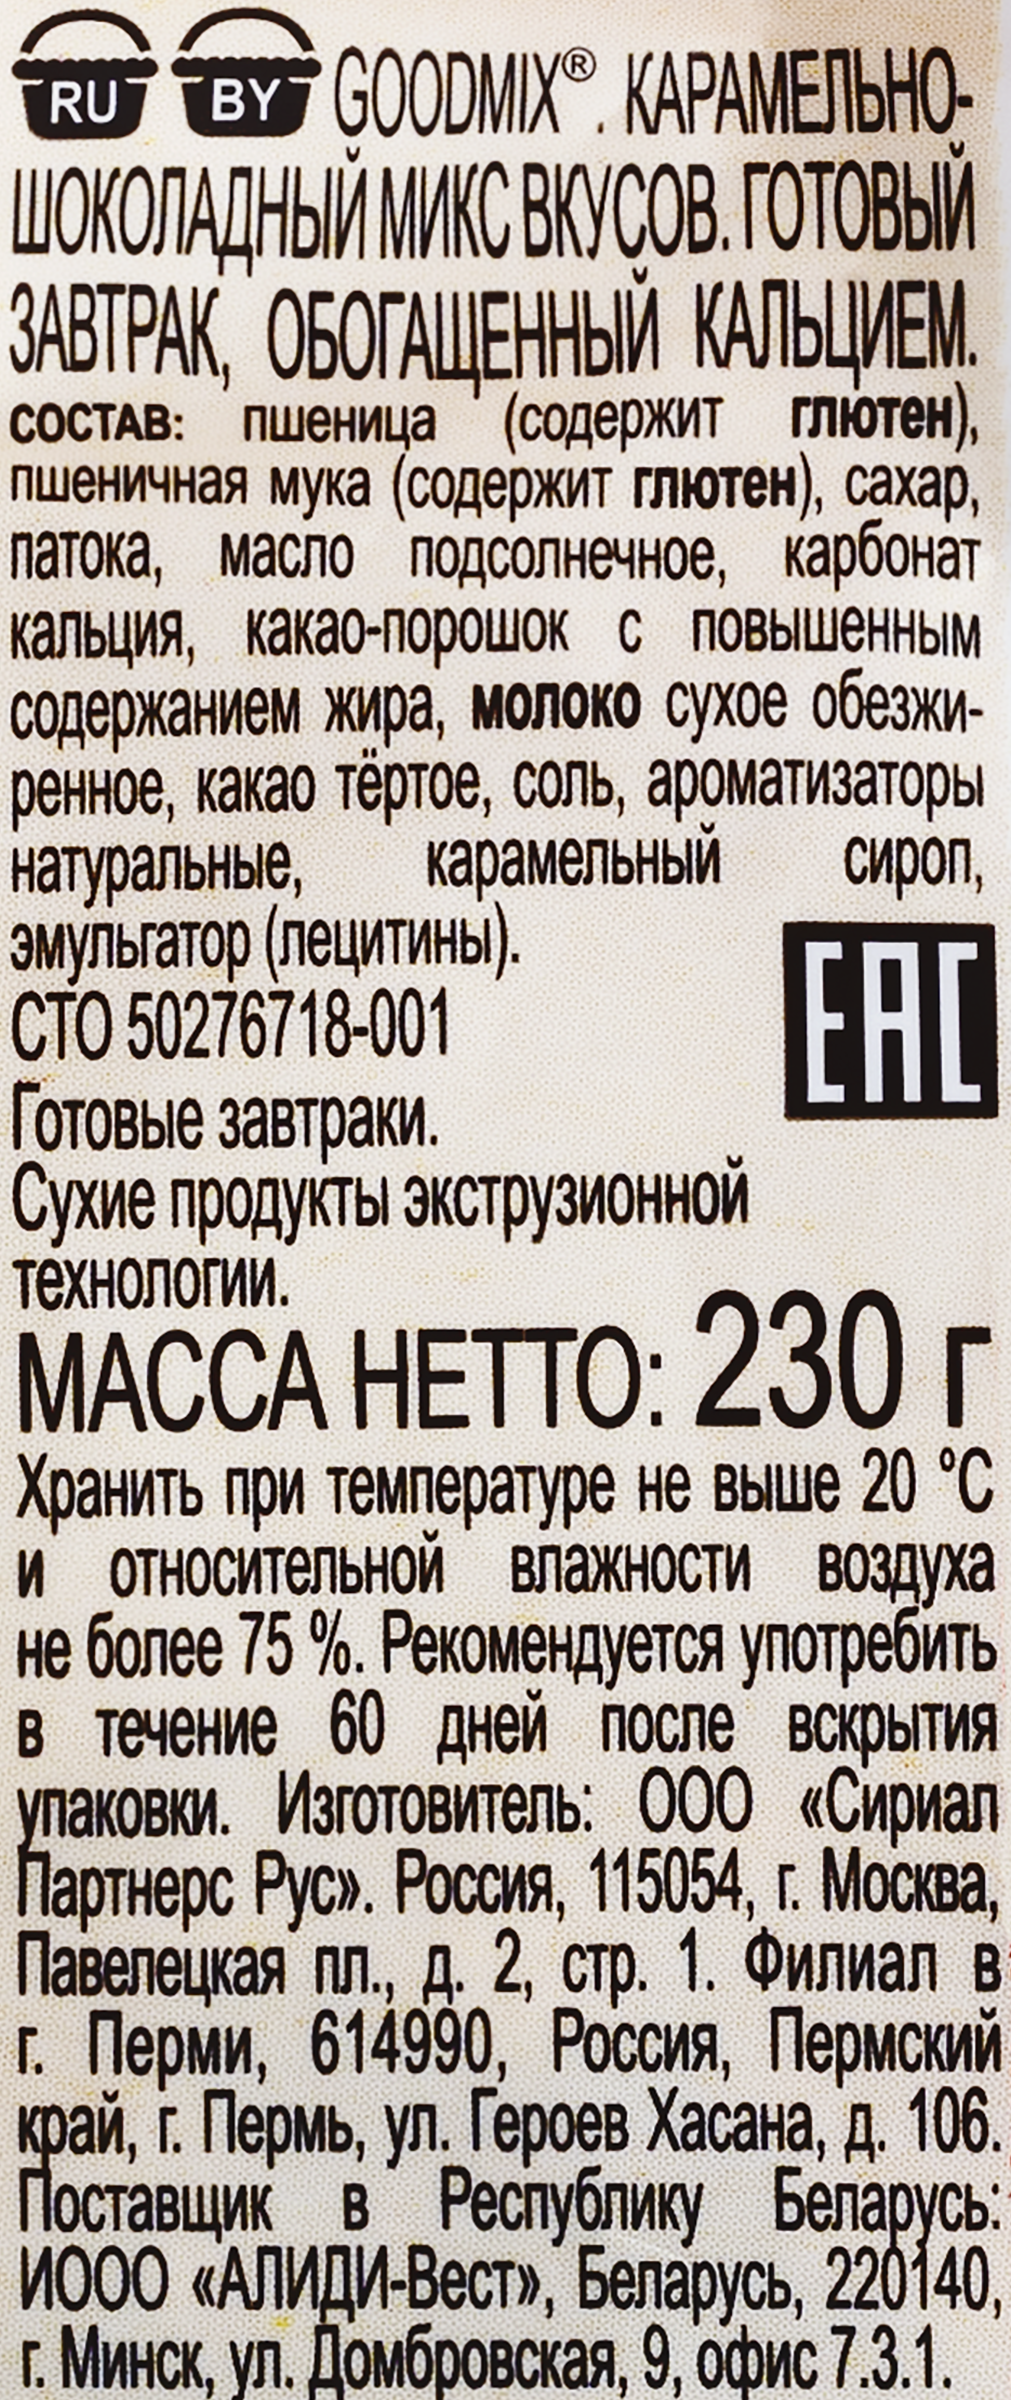 RU BY GOODMIX®. КАРАМЕЛЬНО-
ШОКОЛАДНЫЙ МИКС ВКУСОВ. ГОТОВЫЙ
ЗАВТРАК, ОБОГАЩЕННЫЙ КАЛЬЦИЕМ.
СОСТАВ: пшеница (содержит глютен),
пшеничная мука (содержит глютен), сахар,
патока, масло подсолнечное, карбонат
кальция, какао-порошок с повышенным
содержанием жира, молоко сухое обезжи-
ренное, какао тёртое, соль, ароматизаторы
натуральные, карамельный сироп,
эмульгатор (лецитины).
EAC
СТО 50276718-001
Готовые завтраки.
Сухие продукты экструзионной
технологии.
МАССА НЕТТО: 230 г
Хранить при температуре не выше 20 °C
и относительной влажности воздуха
не более 75 %. Рекомендуется употребить
в течение 60 дней после вскрытия
упаковки. Изготовитель: ООО «Сириал
Партнерс Рус». Россия, 115054, г. Москва,
Павелецкая пл., д. 2, стр. 1. Филиал в
г. Перми, 614990, Россия, Пермский
край, г. Пермь, ул. Героев Хасана, д. 106.
Поставщик в Республику Беларусь:
ИООО «АЛИДИ-Вест», Беларусь, 220140,
г. Минск, ул. Домбровская, 9, офис 7.3.1.